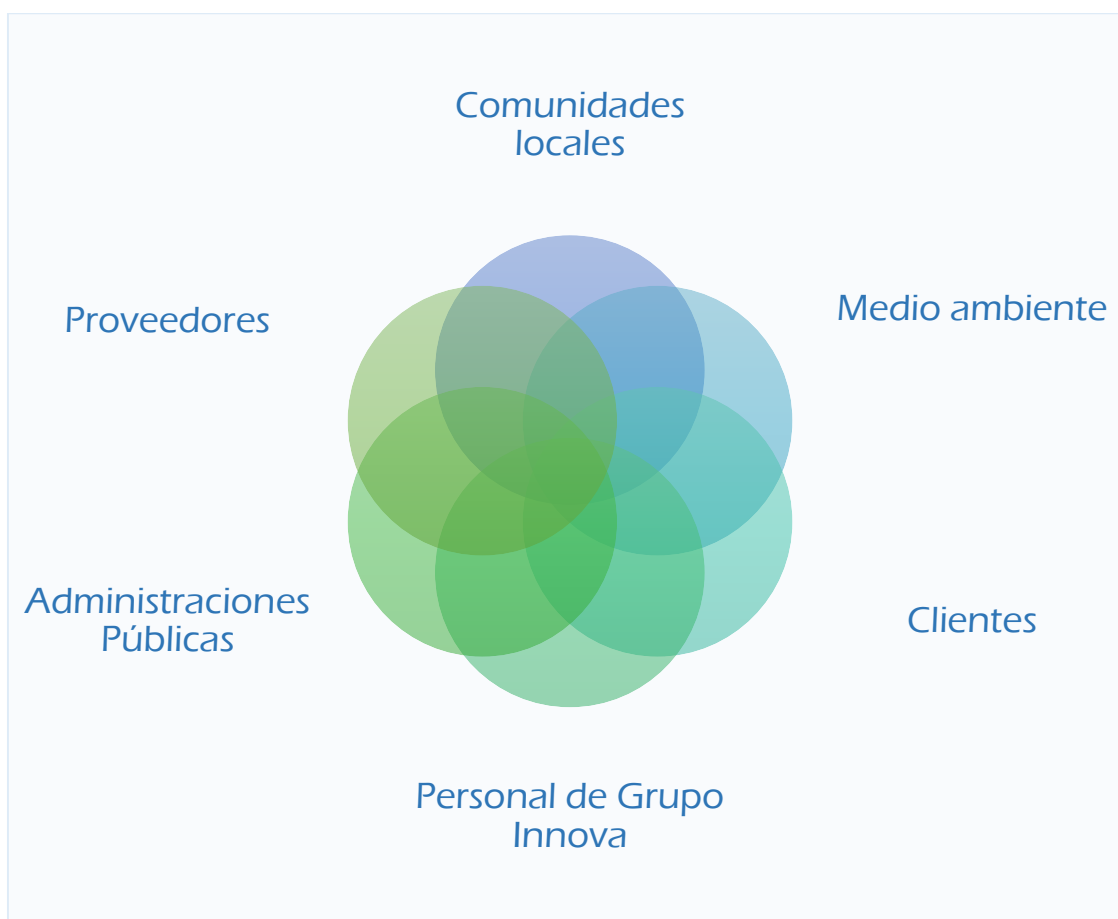 Comunidades
locales
Medio ambiente
Proveedores
Administraciones
Públicas
Clientes
Personal de Grupo
Innova